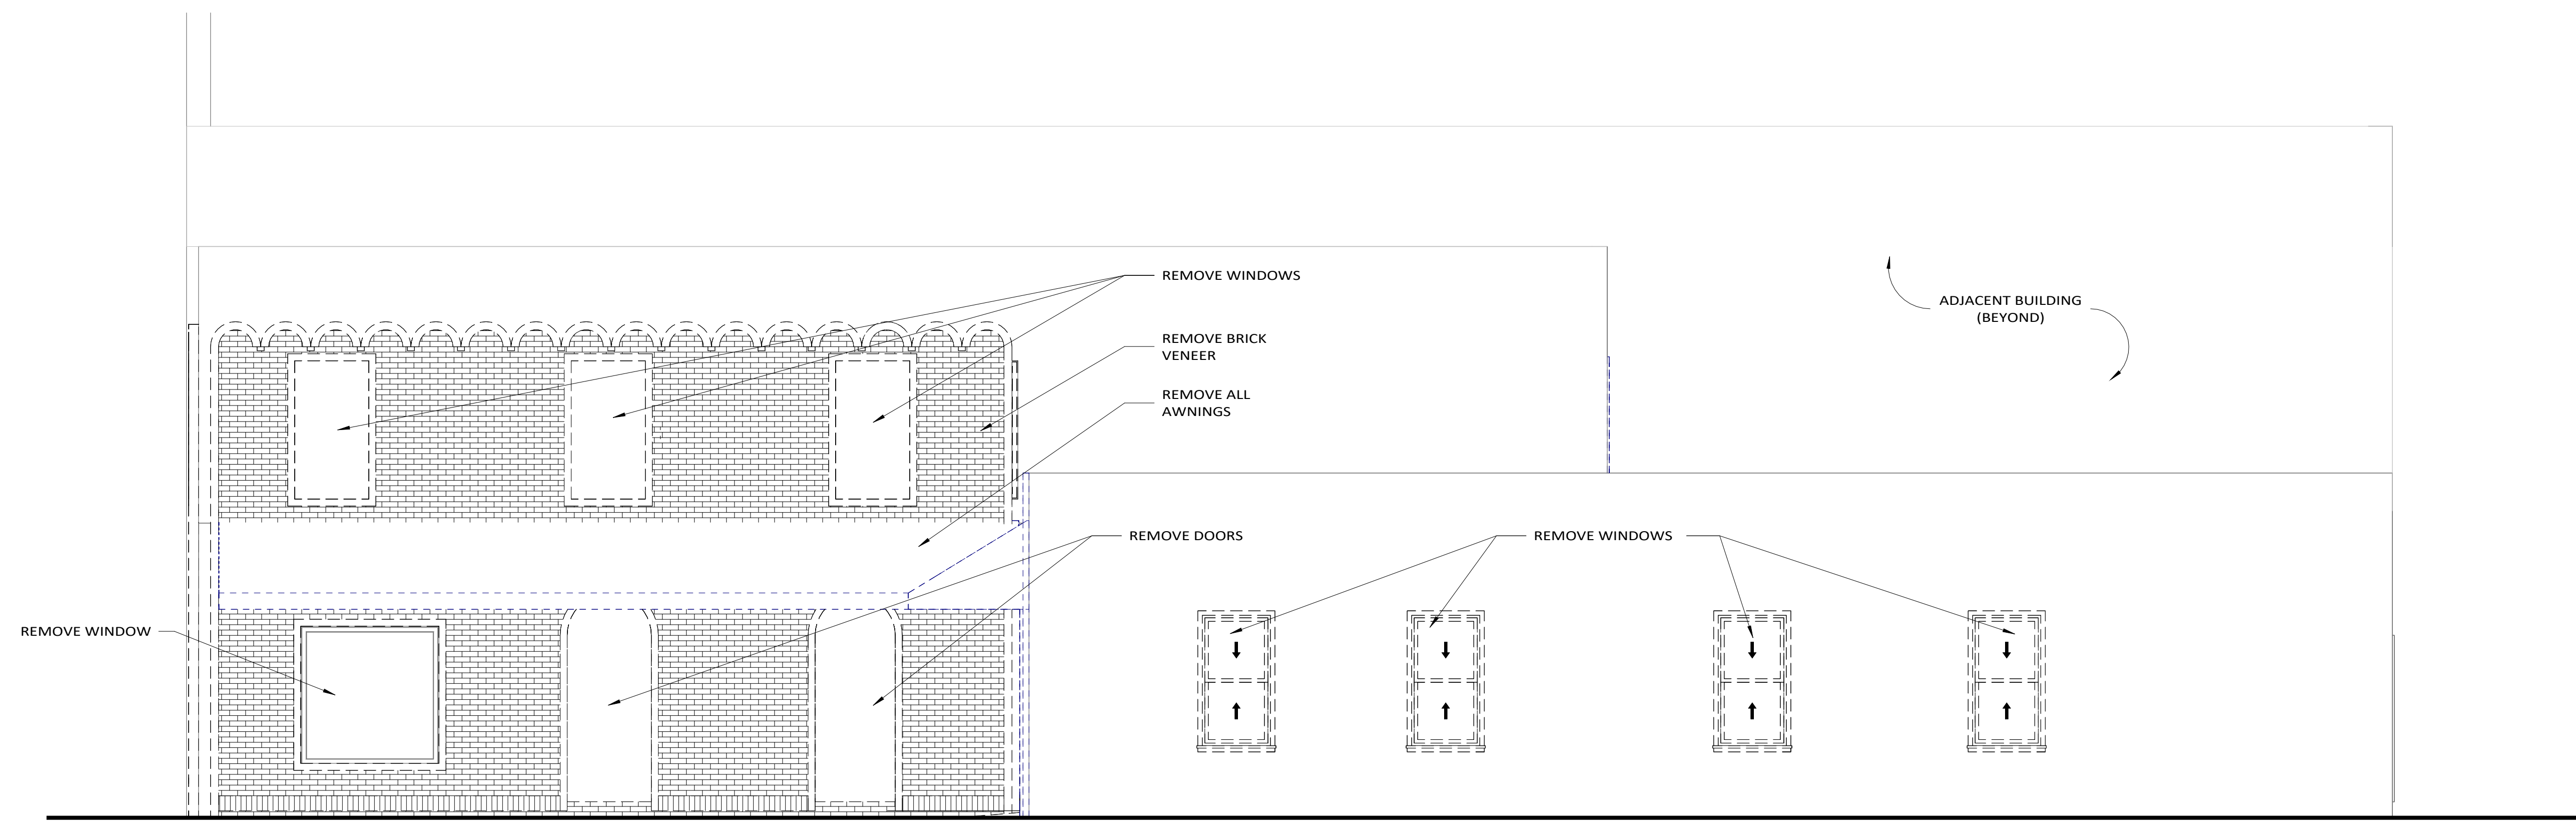 REMOVE WINDOWS
ADJACENT BUILDING
(BEYOND)
REMOVE BRICK
VENEER
REMOVE ALL
AWNINGS
REMOVE DOORS
REMOVE WINDOWS
REMOVE WINDOW